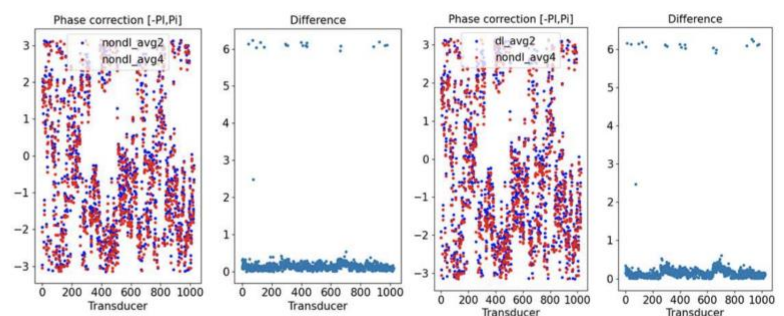 Phase correction [-PI,Pi]
3
2
1
0
−1
−2
−3
nondl_avg2
nondl_avg4
0 200 400 600 800 1000
Transducer
Difference
6
5
4
3
2
1
0
0 200 400 600 800 1000
Transducer
Phase correction [-PI,Pi]
3
2
1
0
−1
−2
−3
dl_avg2
nondl_avg4
0 200 400 600 800 1000
Transducer
Difference
6
5
4
3
2
1
0
0 200 400 600 800 1000
Transducer